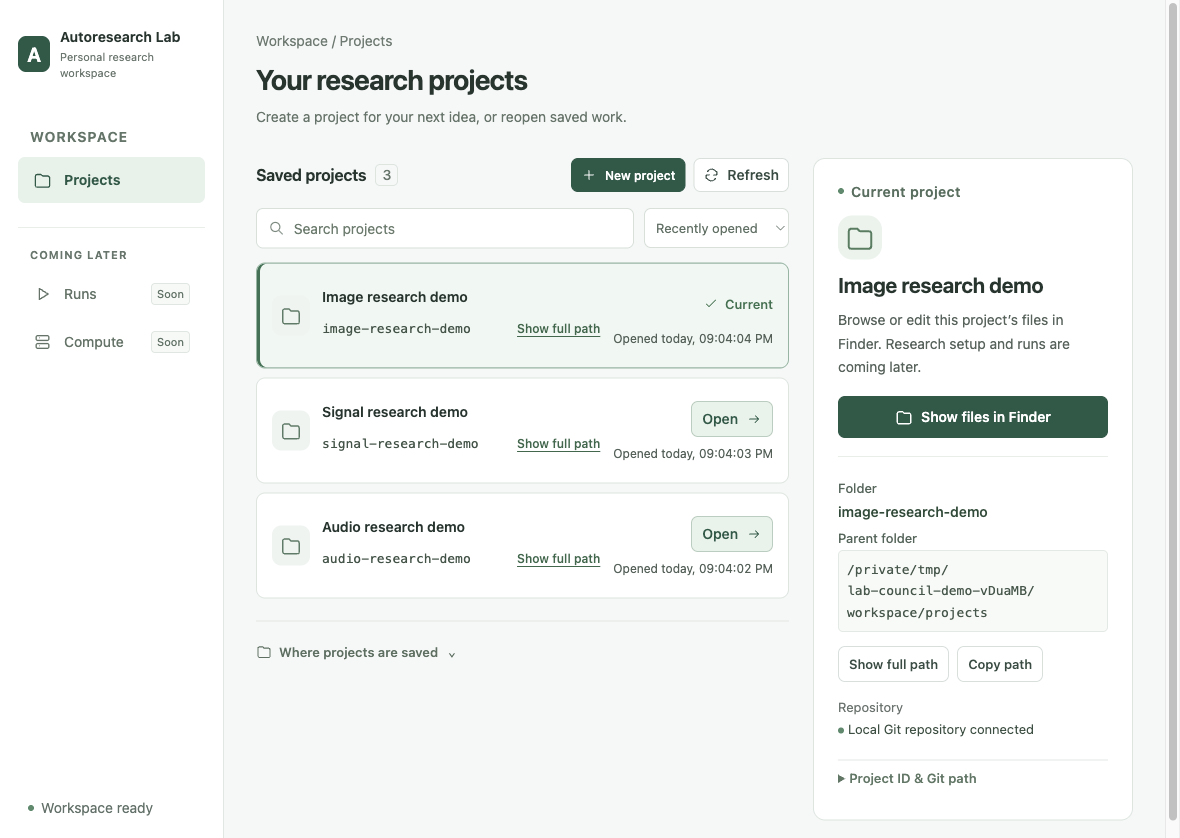 A
Autoresearch Lab
Personal research
workspace
WORKSPACE
Projects
COMING LATER
Runs Soon
Compute Soon
Workspace ready
Workspace / Projects
Your research projects
Create a project for your next idea, or reopen saved work.
Saved projects 3
New project
Refresh
Search projects
Recently opened
Image research demo
Current
image-research-demo
Show full path
Opened today, 09:04:04 PM
Signal research demo
Open
signal-research-demo
Show full path
Opened today, 09:04:03 PM
Audio research demo
Open
audio-research-demo
Show full path
Opened today, 09:04:02 PM
Where projects are saved
Current project
Image research demo
Browse or edit this project’s files in
Finder. Research setup and runs are
coming later.
Show files in Finder
Folder
image-research-demo
Parent folder
/private/tmp/
lab-council-demo-vDuaMB/
workspace/projects
Show full path
Copy path
Repository
Local Git repository connected
Project ID & Git path